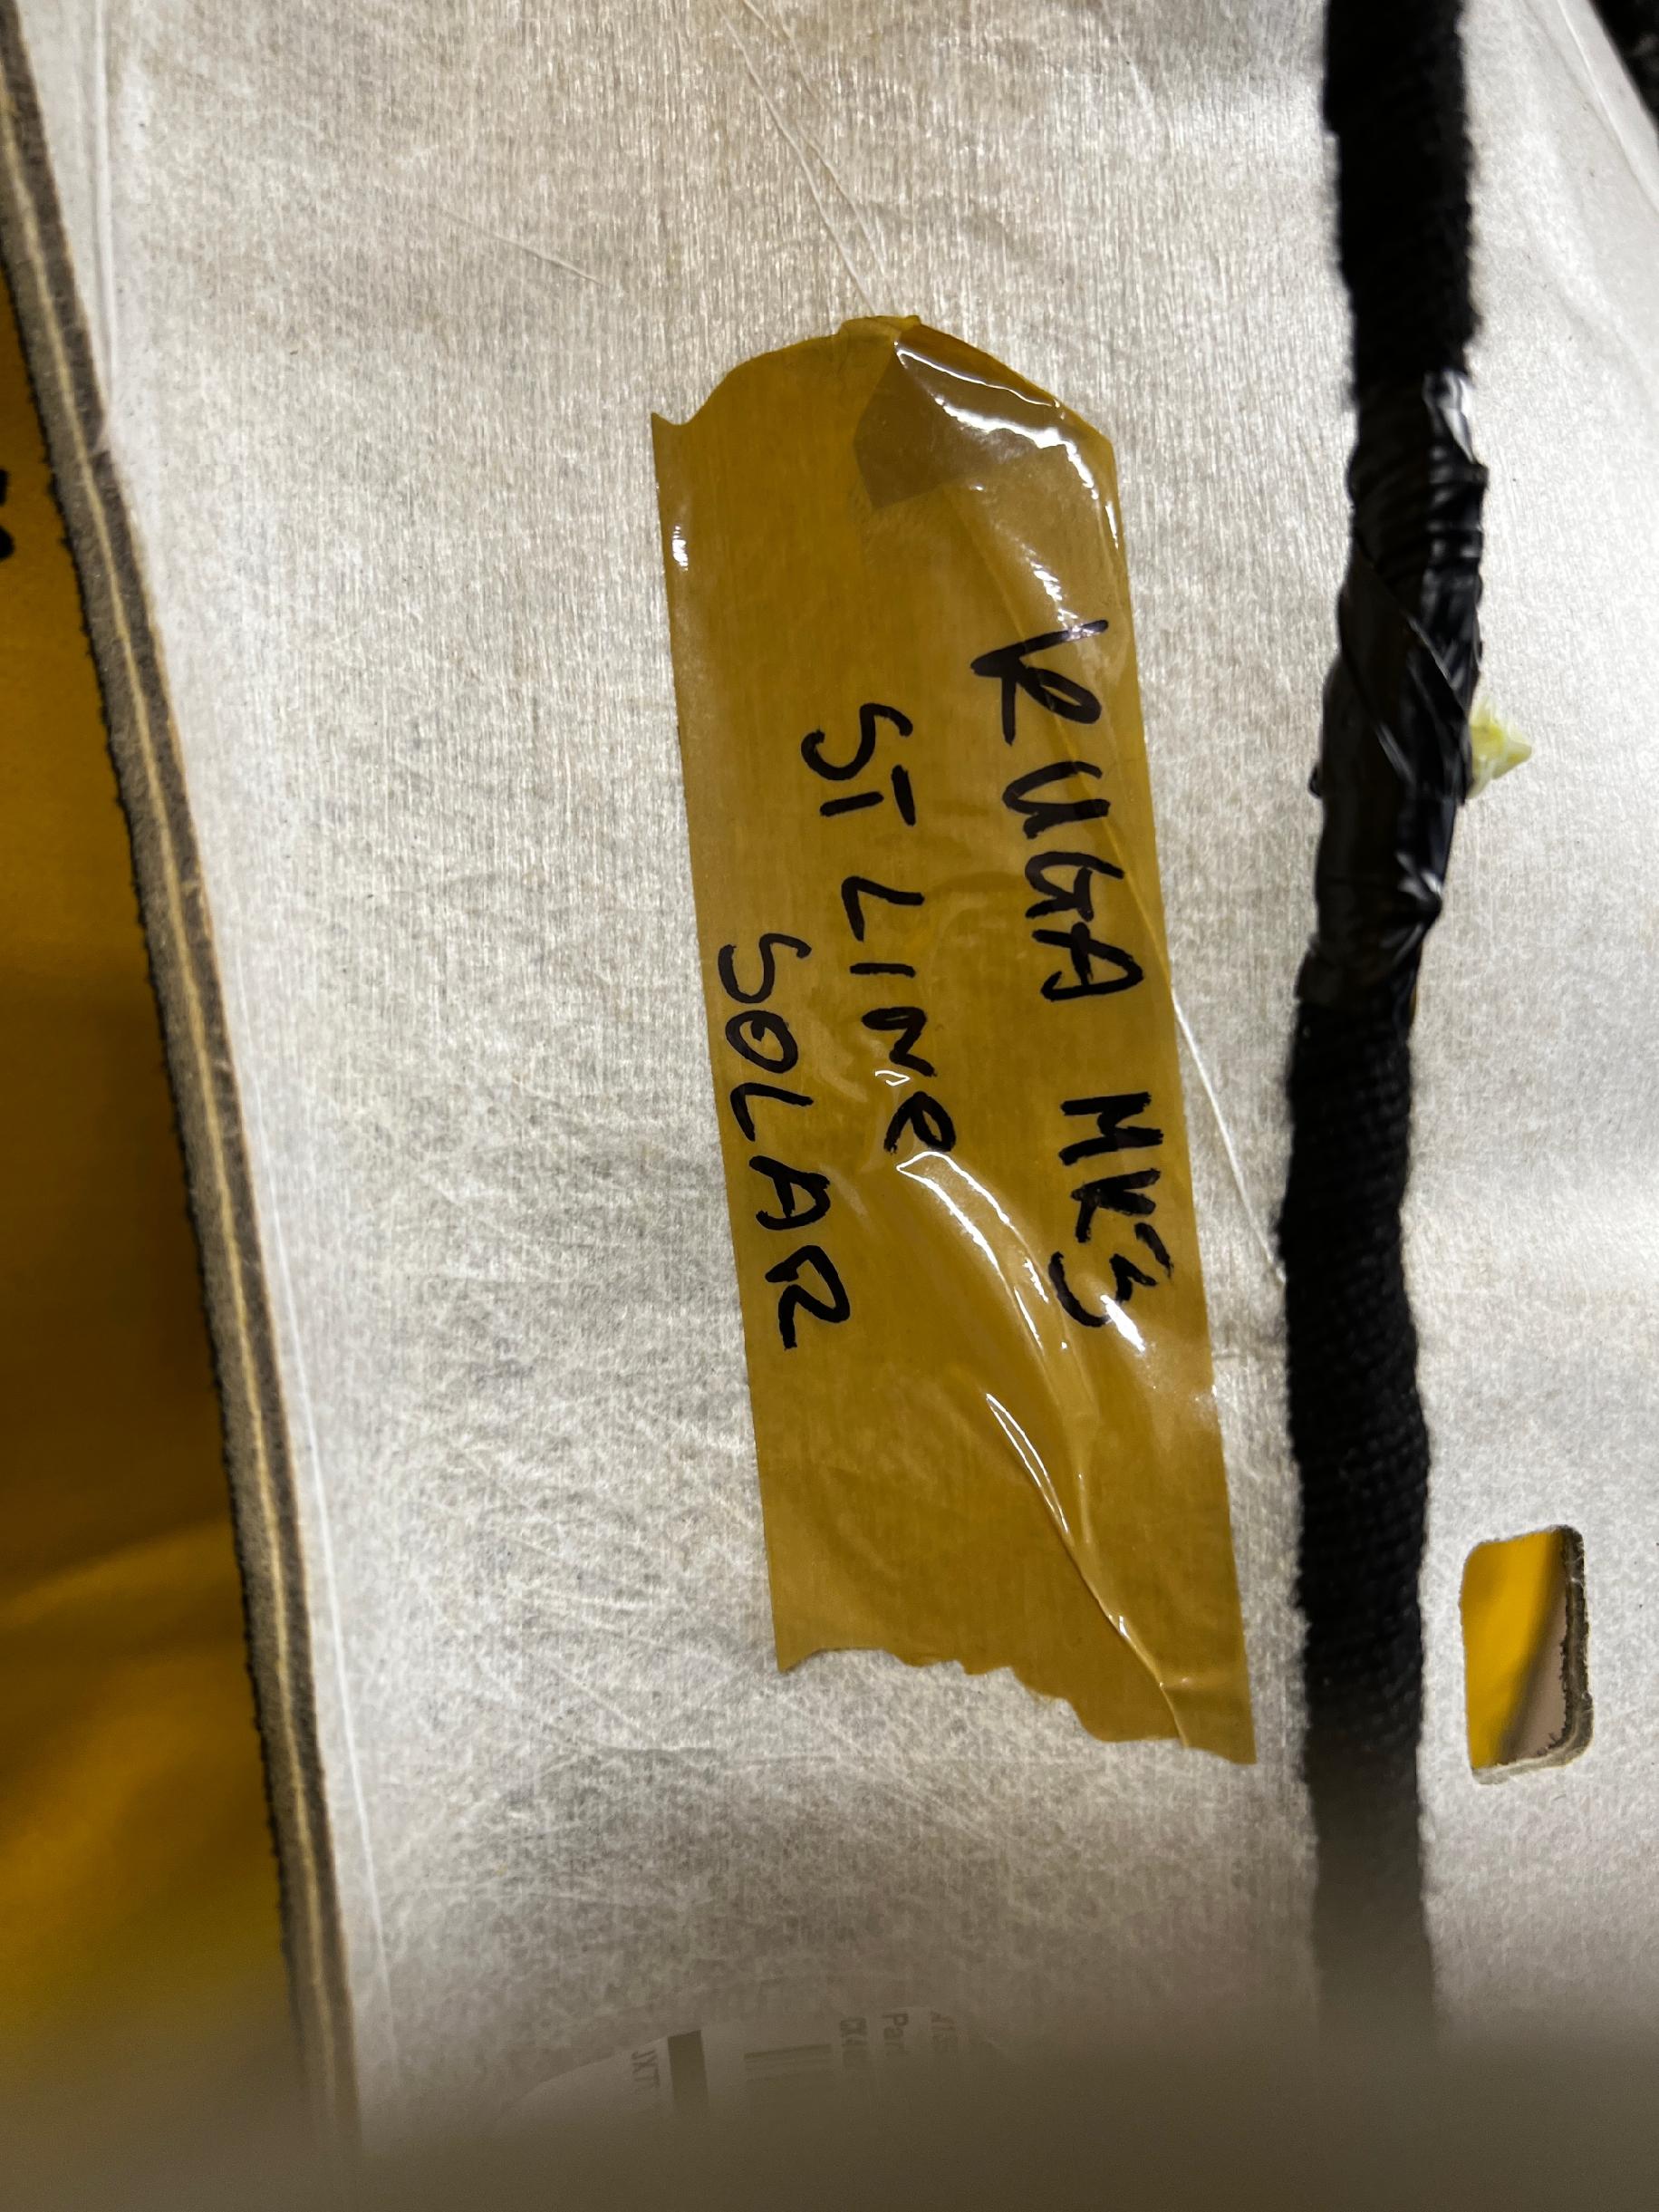 KUGA MK3
ST LINe
SOLAR